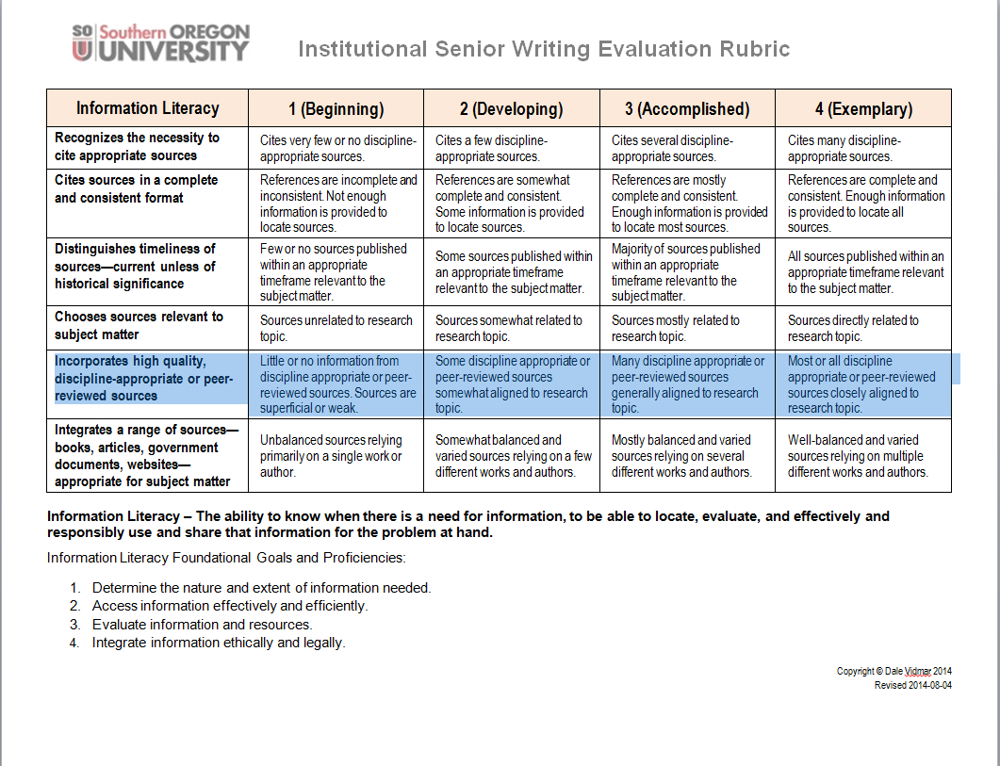 SO Southern OREGON
U UNIVERSITY
Institutional Senior Writing Evaluation Rubric
Information Literacy
1 (Beginning)
2 (Developing)
3 (Accomplished)
4 (Exemplary)
Recognizes the necessity to
cite appropriate sources
Cites very few or no discipline-
appropriate sources.
Cites a few discipline-
appropriate sources.
Cites several discipline-
appropriate sources.
Cites many discipline-
appropriate sources.
Cites sources in a complete
and consistent format
References are incomplete and
inconsistent. Not enough
information is provided to
locate sources.
References are somewhat
complete and consistent.
Some information is provided
to locate sources.
References are mostly
complete and consistent.
Enough information is provided
to locate most sources.
References are complete and
consistent. Enough information
is provided to locate all
sources.
Distinguishes timeliness of
sources—current unless of
historical significance
Few or no sources published
within an appropriate
timeframe relevant to the
subject matter.
Some sources published within
an appropriate timeframe
relevant to the subject matter.
Majority of sources published
within an appropriate
timeframe relevant to the
subject matter.
All sources published within an
appropriate timeframe relevant
to the subject matter.
Chooses sources relevant to
subject matter
Sources unrelated to research
topic.
Sources somewhat related to
research topic.
Sources mostly related to
research topic.
Sources directly related to
research topic.
Incorporates high quality,
discipline-appropriate or peer-
reviewed sources
Little or no information from
discipline appropriate or peer-
reviewed sources. Sources are
superficial or weak.
Some discipline appropriate or
peer-reviewed sources
somewhat aligned to research
topic.
Many discipline appropriate or
peer-reviewed sources
generally aligned to research
topic.
Most or all discipline
appropriate or peer-reviewed
sources closely aligned to
research topic.
Integrates a range of sources—
books, articles, government
documents, websites—
appropriate for subject matter
Unbalanced sources relying
primarily on a single work or
author.
Somewhat balanced and
varied sources relying on a few
different works and authors.
Mostly balanced and varied
sources relying on several
different works and authors.
Well-balanced and varied
sources relying on multiple
different works and authors.
Information Literacy – The ability to know when there is a need for information, to be able to locate, evaluate, and effectively and
responsibly use and share that information for the problem at hand.
Information Literacy Foundational Goals and Proficiencies:
1. Determine the nature and extent of information needed.
2. Access information effectively and efficiently.
3. Evaluate information and resources.
4. Integrate information ethically and legally.
Copyright © Dale Vidmar 2014
Revised 2014-08-04